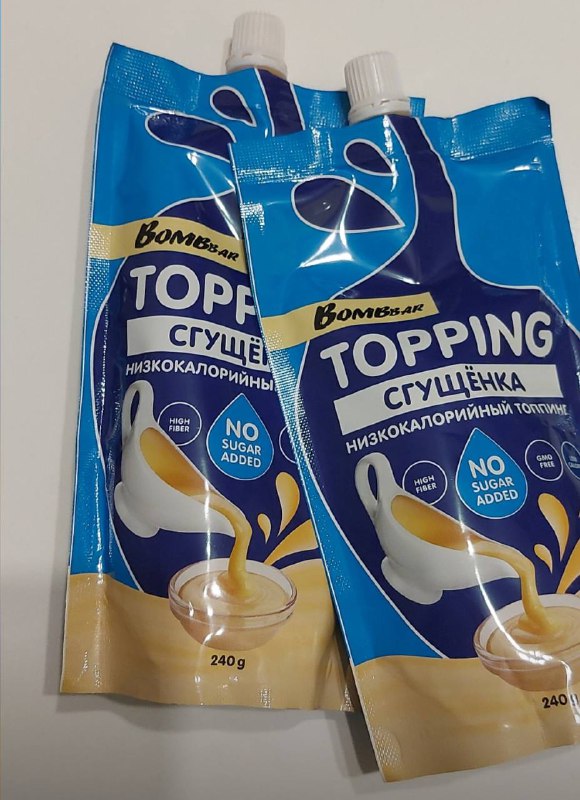 BOMBBAR
TOPP
СГУЩЁН
НИЗКОКАЛОРИЙНЫ
HIGH
FIBER
NO
SUGAR
ADDED
240 g
BOMBBAR
TOPPING
СГУЩЁНКА
НИЗКОКАЛОРИЙНЫЙ ТОППИНГ
HIGH
FIBER
NO
SUGAR
ADDED
GMO
FREE
240 g